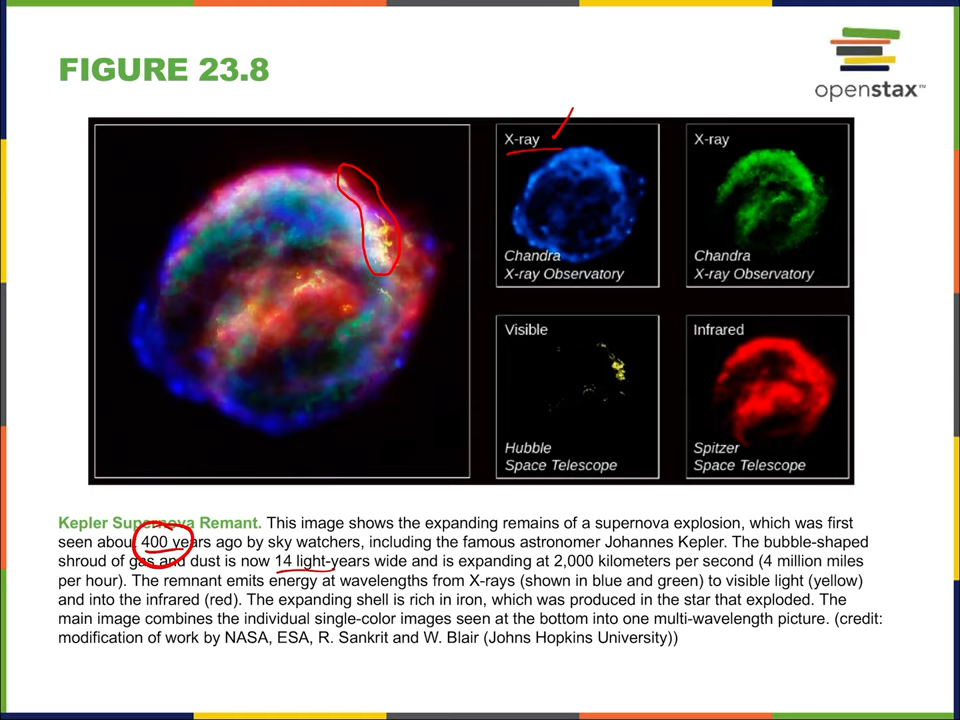 FIGURE 23.8
openstax™
X-ray
Chandra
X-ray Observatory
X-ray
Chandra
X-ray Observatory
Visible
Hubble
Space Telescope
Infrared
Spitzer
Space Telescope
Kepler Supernova Remant. This image shows the expanding remains of a supernova explosion, which was first
seen about 400 years ago by sky watchers, including the famous astronomer Johannes Kepler. The bubble-shaped
shroud of gas and dust is now 14 light-years wide and is expanding at 2,000 kilometers per second (4 million miles
per hour). The remnant emits energy at wavelengths from X-rays (shown in blue and green) to visible light (yellow)
and into the infrared (red). The expanding shell is rich in iron, which was produced in the star that exploded. The
main image combines the individual single-color images seen at the bottom into one multi-wavelength picture. (credit:
modification of work by NASA, ESA, R. Sankrit and W. Blair (Johns Hopkins University))